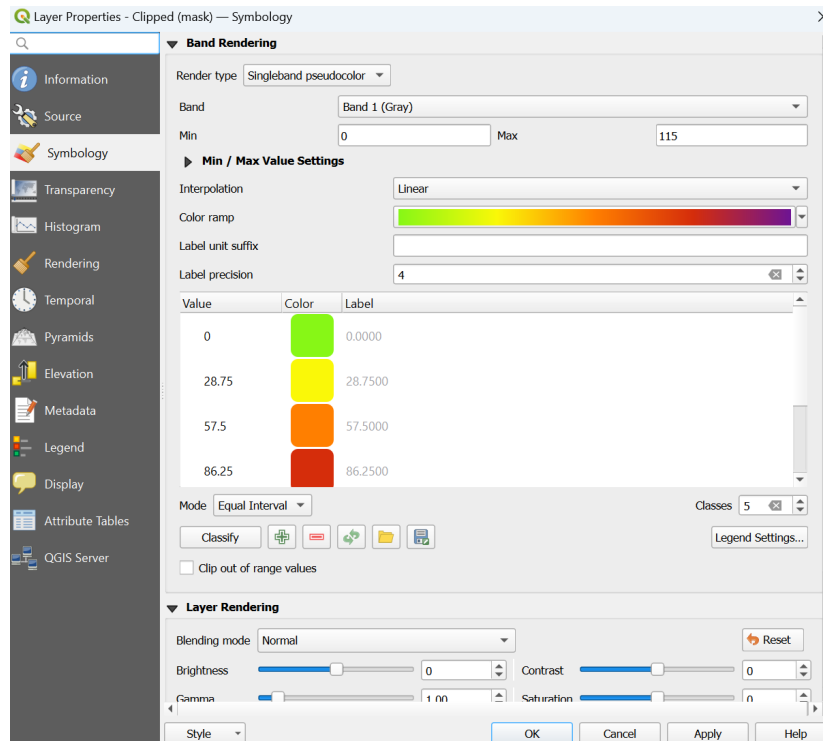 Layer Properties - Clipped (mask) — Symbology
Information
Source
Symbology
Transparency
Histogram
Rendering
Temporal
Pyramids
Elevation
Metadata
Legend
Display
Attribute Tables
QGIS Server
Band Rendering
Render type Singleband pseudocolor
Band Band 1 (Gray)
Min 0 Max 115
Min / Max Value Settings
Interpolation Linear
Color ramp
Label unit suffix
Label precision 4
Value Color Label
0 0.0000
28.75 28.7500
57.5 57.5000
86.25 86.2500
Mode Equal Interval Classes 5
Classify Legend Settings...
Clip out of range values
Layer Rendering
Blending mode Normal Reset
Brightness 0 Contrast 0
Gamma 1.00 Saturation 0
Style OK Cancel Apply Help